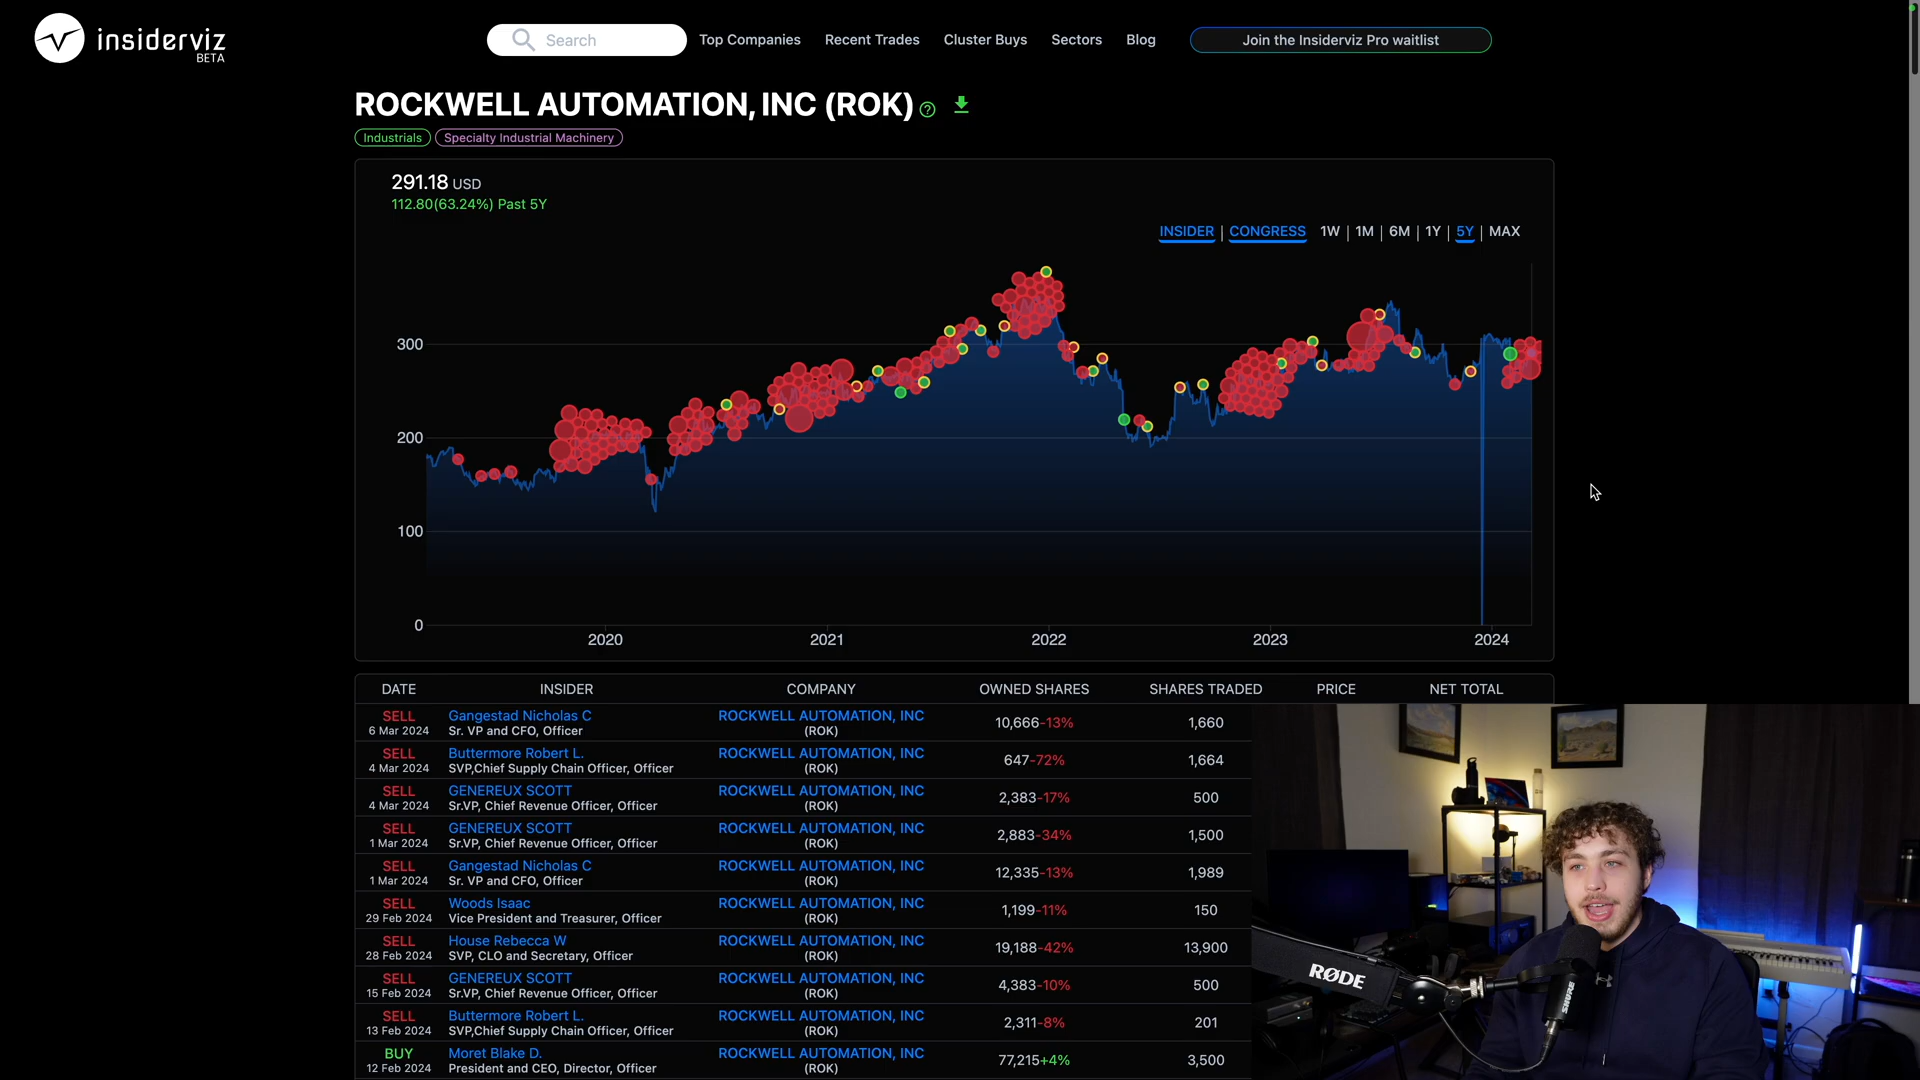 insiderviz
BETA
Search
Top Companies
Recent Trades
Cluster Buys
Sectors
Blog
Join the Insiderviz Pro waitlist
ROCKWELL AUTOMATION, INC (ROK)
?
Industrials
Specialty Industrial Machinery
291.18 USD
112.80(63.24%) Past 5Y
INSIDER | CONGRESS 1W | 1M | 6M | 1Y | 5Y | MAX
300
200
100
0
2020 2021 2022 2023 2024
DATE INSIDER COMPANY OWNED SHARES SHARES TRADED PRICE NET TOTAL
SELL Gangestad Nicholas C ROCKWELL AUTOMATION, INC 10,666-13% 1,660
6 Mar 2024 Sr. VP and CFO, Officer (ROK)
SELL Buttermore Robert L. ROCKWELL AUTOMATION, INC 647-72% 1,664
4 Mar 2024 SVP,Chief Supply Chain Officer, Officer (ROK)
SELL GENEREUX SCOTT ROCKWELL AUTOMATION, INC 2,383-17% 500
4 Mar 2024 Sr.VP, Chief Revenue Officer, Officer (ROK)
SELL GENEREUX SCOTT ROCKWELL AUTOMATION, INC 2,883-34% 1,500
1 Mar 2024 Sr.VP, Chief Revenue Officer, Officer (ROK)
SELL Gangestad Nicholas C ROCKWELL AUTOMATION, INC 12,335-13% 1,989
1 Mar 2024 Sr. VP and CFO, Officer (ROK)
SELL Woods Isaac ROCKWELL AUTOMATION, INC 1,199-11% 150
29 Feb 2024 Vice President and Treasurer, Officer (ROK)
SELL House Rebecca W ROCKWELL AUTOMATION, INC 19,188-42% 13,900
28 Feb 2024 SVP, CLO and Secretary, Officer (ROK)
SELL GENEREUX SCOTT ROCKWELL AUTOMATION, INC 4,383-10% 500
15 Feb 2024 Sr.VP, Chief Revenue Officer, Officer (ROK)
SELL Buttermore Robert L. ROCKWELL AUTOMATION, INC 2,311-8% 201
13 Feb 2024 SVP,Chief Supply Chain Officer, Officer (ROK)
BUY Moret Blake D. ROCKWELL AUTOMATION, INC 77,215+4% 3,500
12 Feb 2024 President and CEO, Director, Officer (ROK)
RØDE
SHURE